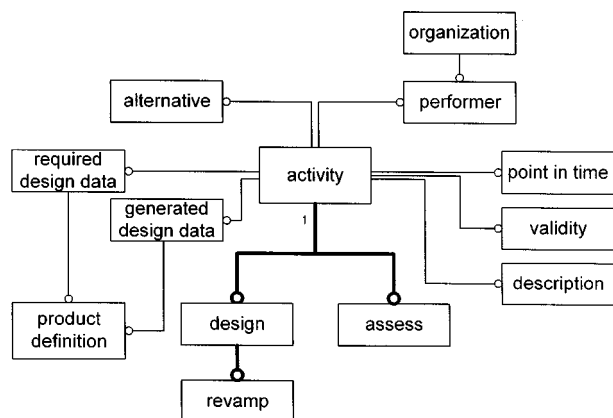 organization
alternative
performer
required
design data
activity
point in time
generated
design data
1
validity
description
product
definition
design
assess
revamp